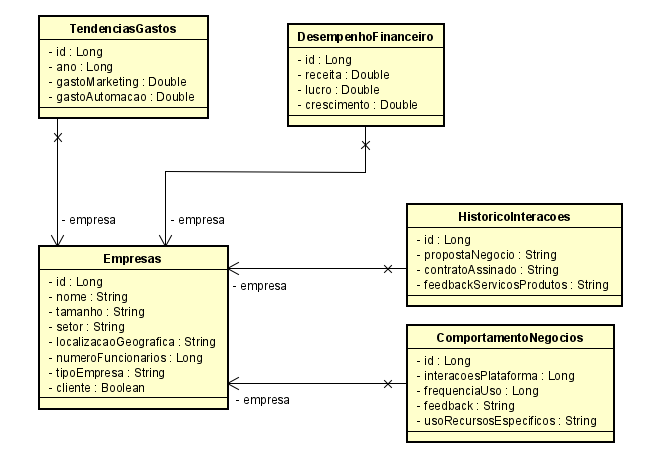 TendenciasGastos
- id : Long
- ano : Long
- gastoMarketing : Double
- gastoAutomacao : Double
DesempenhoFinanceiro
- id : Long
- receita : Double
- lucro : Double
- crescimento : Double
- empresa
- empresa
Empresas
- id : Long
- nome : String
- tamanho : String
- setor : String
- localizacaoGeografica : String
- numeroFuncionarios : Long
- tipoEmpresa : String
- cliente : Boolean
HistoricoInteracoes
- id : Long
- propostaNegocio : String
- contratoAssinado : String
- feedbackServicosProdutos : String
- empresa
ComportamentoNegocios
- id : Long
- interacoesPlataforma : Long
- frequenciaUso : Long
- feedback : String
- usoRecursosEspecificos : String
- empresa